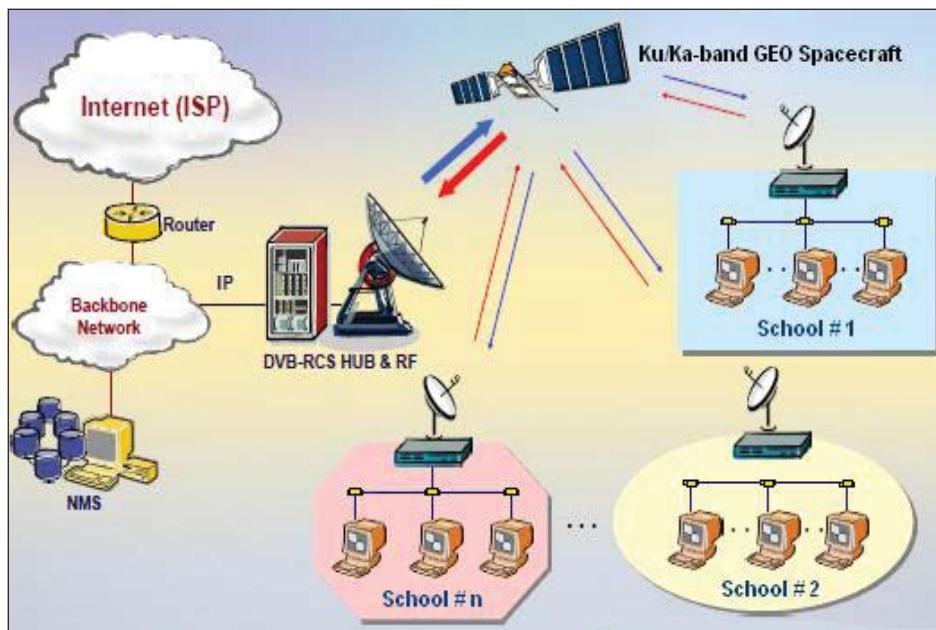 Ku/Ka-band GEO Spacecraft
Internet (ISP)
Router
IP
Backbone
Network
DVB-RCS HUB & RF
School # 1
NMS
School # n
...
School # 2